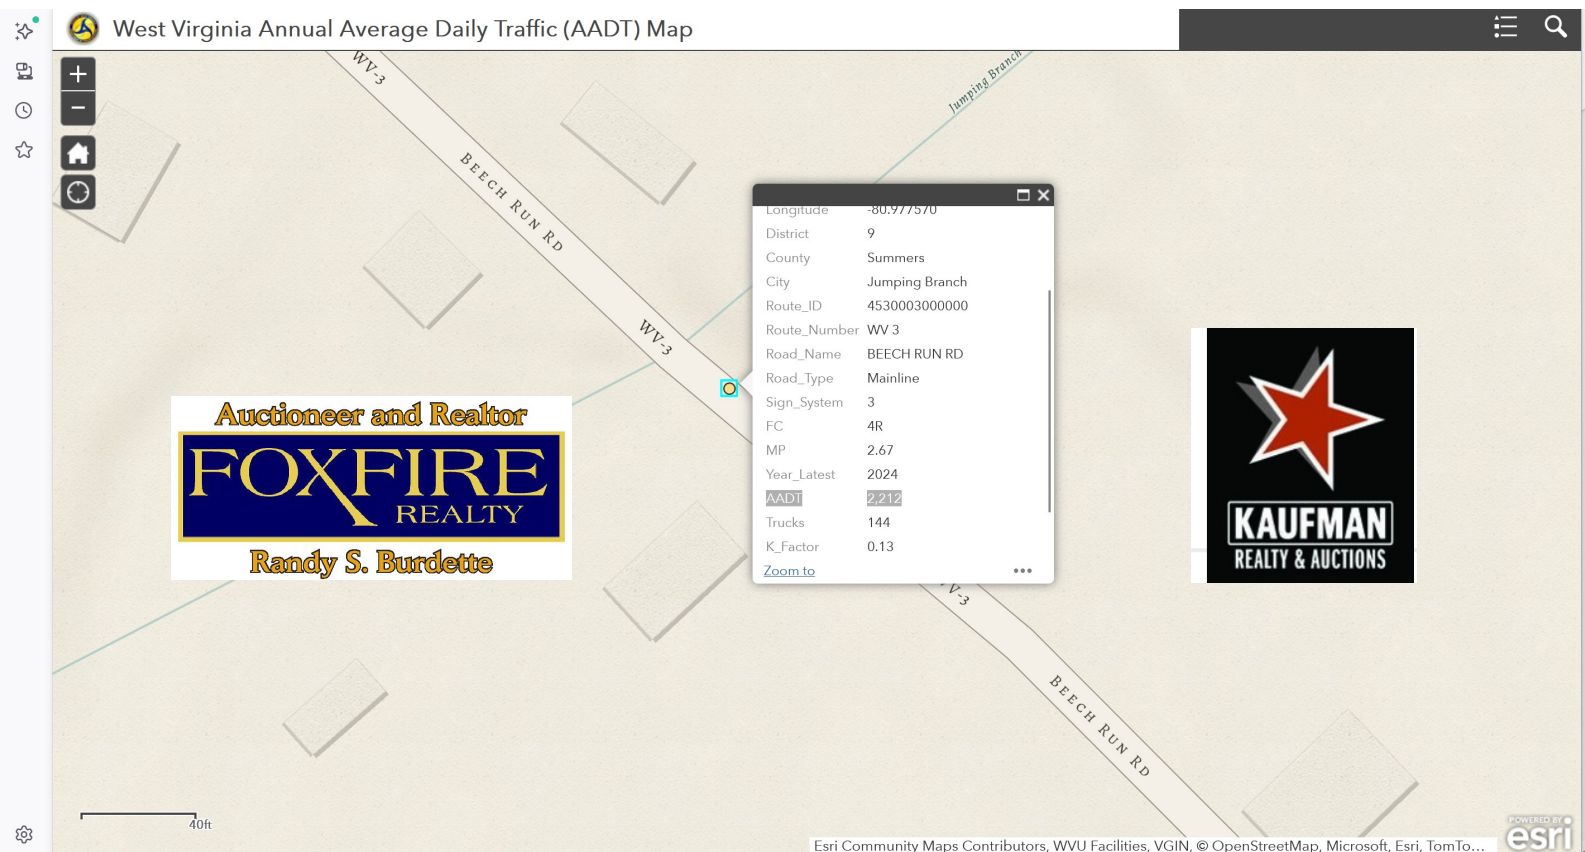 West Virginia Annual Average Daily Traffic (AADT) Map
WV-3
Jumping Branch
BEECH RUN RD
WV-3
Longitude -80.977570
District 9
County Summers
City Jumping Branch
Route_ID 4530003000000
Route_Number WV 3
Road_Name BEECH RUN RD
Road_Type Mainline
Sign_System 3
FC 4R
MP 2.67
Year_Latest 2024
AADT 2,212
Trucks 144
K_Factor 0.13
Zoom to
Auctioneer and Realtor
FOXFIRE
REALTY
Randy S. Burdette
KAUFMAN
REALTY & AUCTIONS
WV-3
BEECH RUN RD
40ft
POWERED BY
esri
Esri Community Maps Contributors, WVU Facilities, VGIN, © OpenStreetMap, Microsoft, Esri, TomTo...